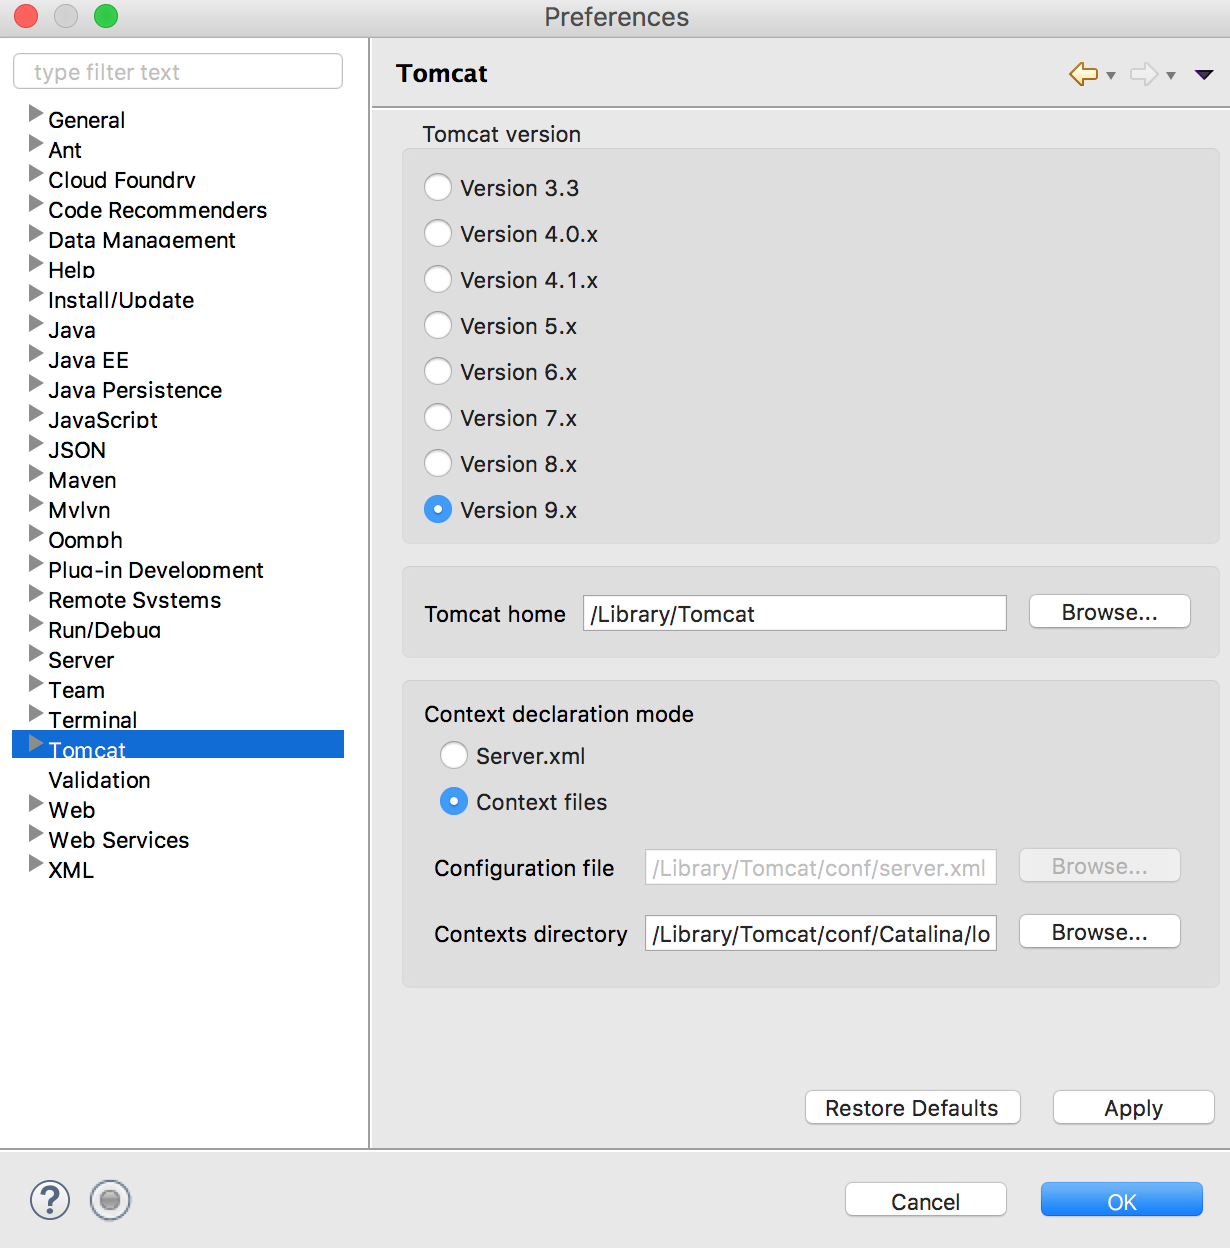 Preferences
type filter text
General
Ant
Cloud Foundry
Code Recommenders
Data Management
Help
Install/Update
Java
Java EE
Java Persistence
JavaScript
JSON
Maven
Mylyn
Oomph
Plug-in Development
Remote Systems
Run/Debug
Server
Team
Terminal
Tomcat
Validation
Web
Web Services
XML
Tomcat
Tomcat version
Version 3.3
Version 4.0.x
Version 4.1.x
Version 5.x
Version 6.x
Version 7.x
Version 8.x
Version 9.x
Tomcat home /Library/Tomcat Browse...
Context declaration mode
Server.xml
Context files
Configuration file /Library/Tomcat/conf/server.xml Browse...
Contexts directory /Library/Tomcat/conf/Catalina/lo Browse...
Restore Defaults Apply
? Cancel OK